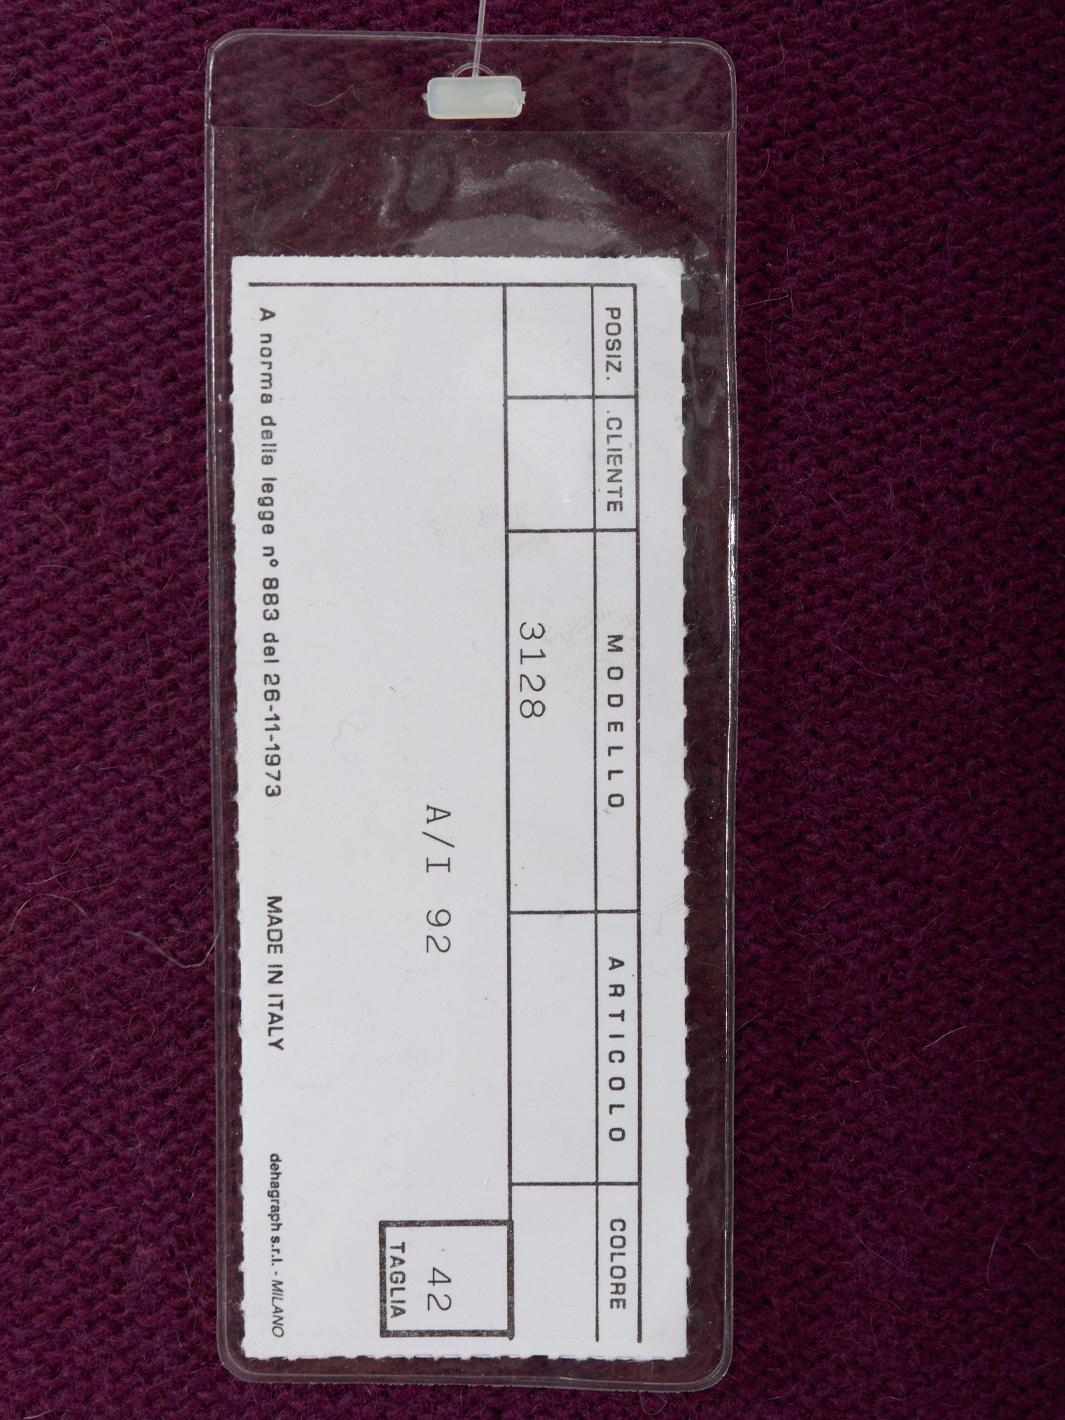 POSIZ. CLIENTE MODELLO ARTICOLO COLORE
3128
A/I 92
42
TAGLIA
A norma della legge n° 883 del 26-11-1973 MADE IN ITALY dehagraph s.r.l. - MILANO